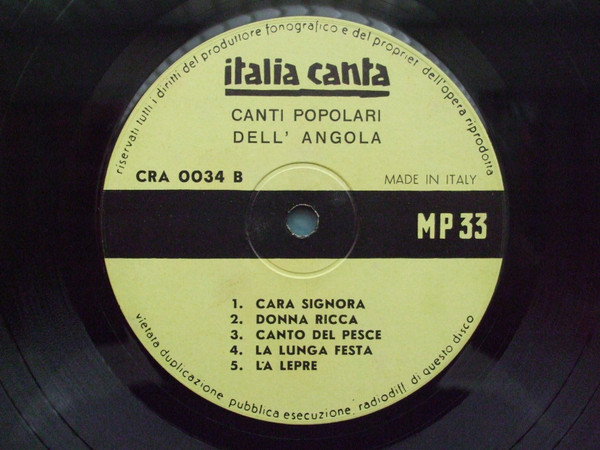 riservati tutti i diritti del produttore fonografico e del propriet. dell'opera riprodotta
italia canta
CANTI POPOLARI
DELL' ANGOLA
CRA 0034 B
MADE IN ITALY
MP 33
1. CARA SIGNORA
2. DONNA RICCA
3. CANTO DEL PESCE
4. LA LUNGA FESTA
5. L'A LEPRE
vietata duplicazione pubblica esecuzione, radiodiff. di questo disco